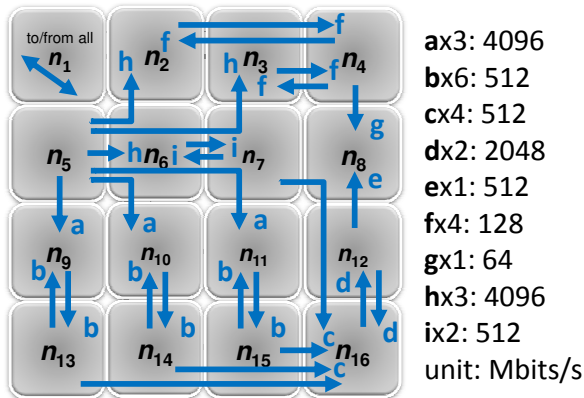 to/from all
n1
n2
n3
n4
f
f
f
f
h
h
g
n5
n6
n7
n8
h
i
i
e
a
a
a
n9
n10
n11
n12
b
b
b
b
b
b
d
d
n13
n14
n15
n16
c
c
ax3: 4096
bx6: 512
cx4: 512
dx2: 2048
ex1: 512
fx4: 128
gx1: 64
hx3: 4096
ix2: 512
unit: Mbits/s